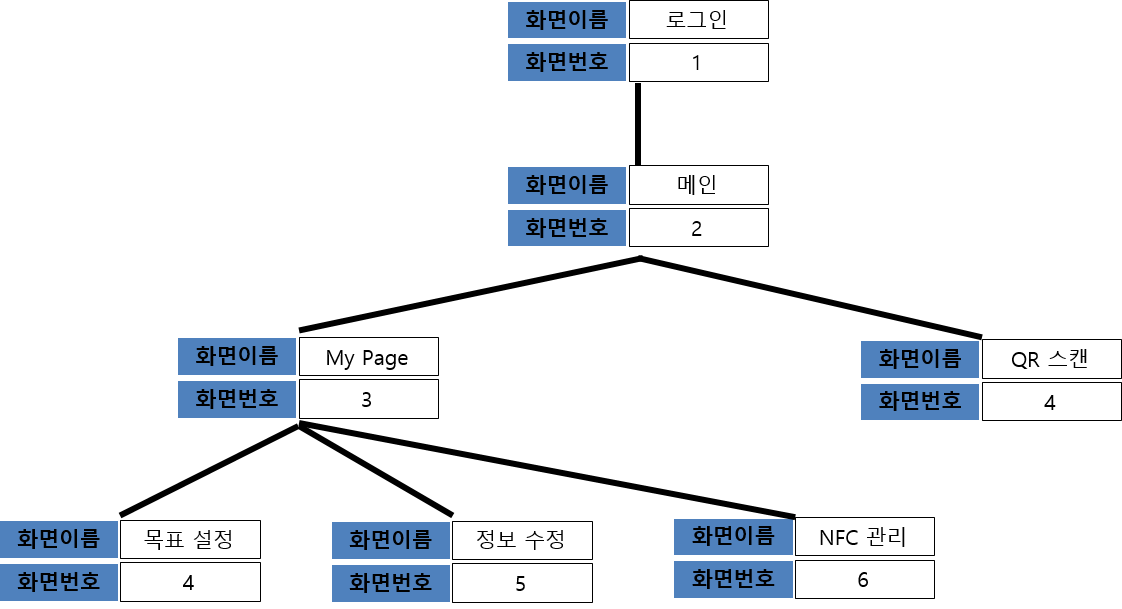 화면이름 로그인
화면번호 1
화면이름 메인
화면번호 2
화면이름 My Page
화면번호 3
화면이름 QR 스캔
화면번호 4
화면이름 목표 설정
화면번호 4
화면이름 정보 수정
화면번호 5
화면이름 NFC 관리
화면번호 6